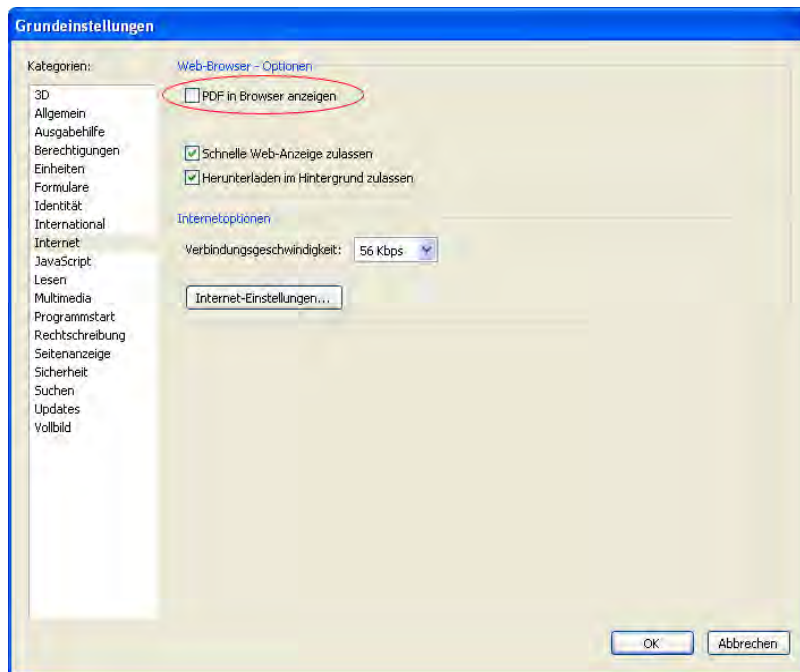 Grundeinstellungen
Kategorien:
3D
Allgemein
Ausgabehilfe
Berechtigungen
Einheiten
Formulare
Identität
International
Internet
JavaScript
Lesen
Multimedia
Programmstart
Rechtschreibung
Seitenanzeige
Sicherheit
Suchen
Updates
Vollbild
Web-Browser - Optionen
PDF in Browser anzeigen
Schnelle Web-Anzeige zulassen
Herunterladen im Hintergrund zulassen
Internetoptionen
Verbindungsgeschwindigkeit: 56 Kbps
Internet-Einstellungen...
OK Abbrechen